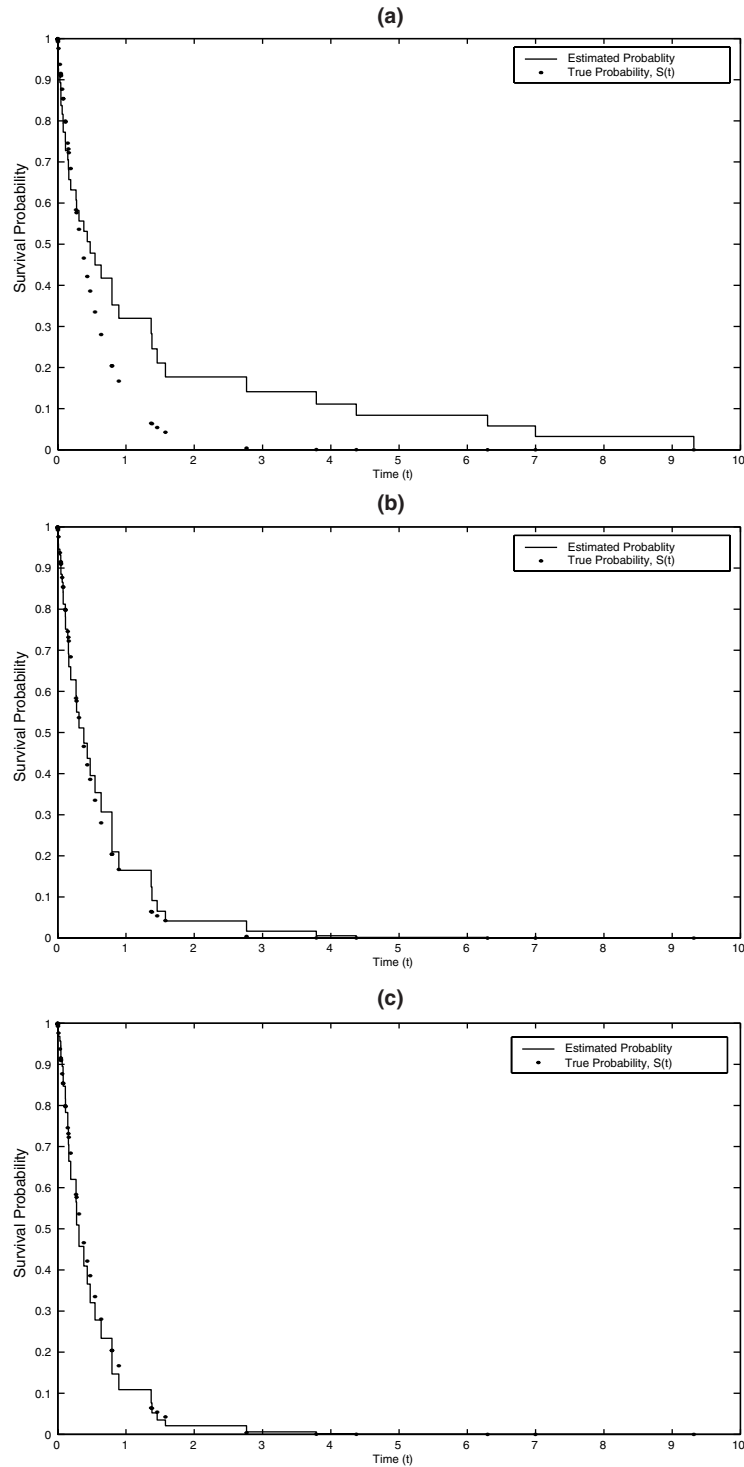 (a)
1
0.9
0.8
0.7
0.6
0.5
0.4
0.3
0.2
0.1
0
Survival Probability
Estimated Probablity
True Probability, S(t)
0 1 2 3 4 5 6 7 8 9 10
Time (t)
(b)
1
0.9
0.8
0.7
0.6
0.5
0.4
0.3
0.2
0.1
0
Survival Probability
Estimated Probablity
True Probability, S(t)
0 1 2 3 4 5 6 7 8 9 10
Time (t)
(c)
1
0.9
0.8
0.7
0.6
0.5
0.4
0.3
0.2
0.1
0
Survival Probability
Estimated Probablity
True Probability, S(t)
0 1 2 3 4 5 6 7 8 9 10
Time (t)